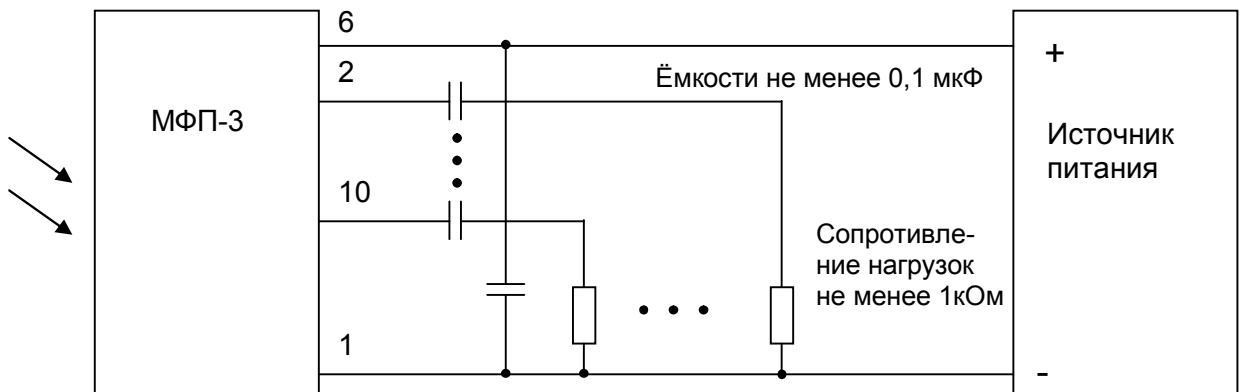 6
+
2
Ёмкости не менее 0,1 мкФ
МФП-3
Источник
питания
10
Сопротивле-
ние нагрузок
не менее 1кОм
1
-